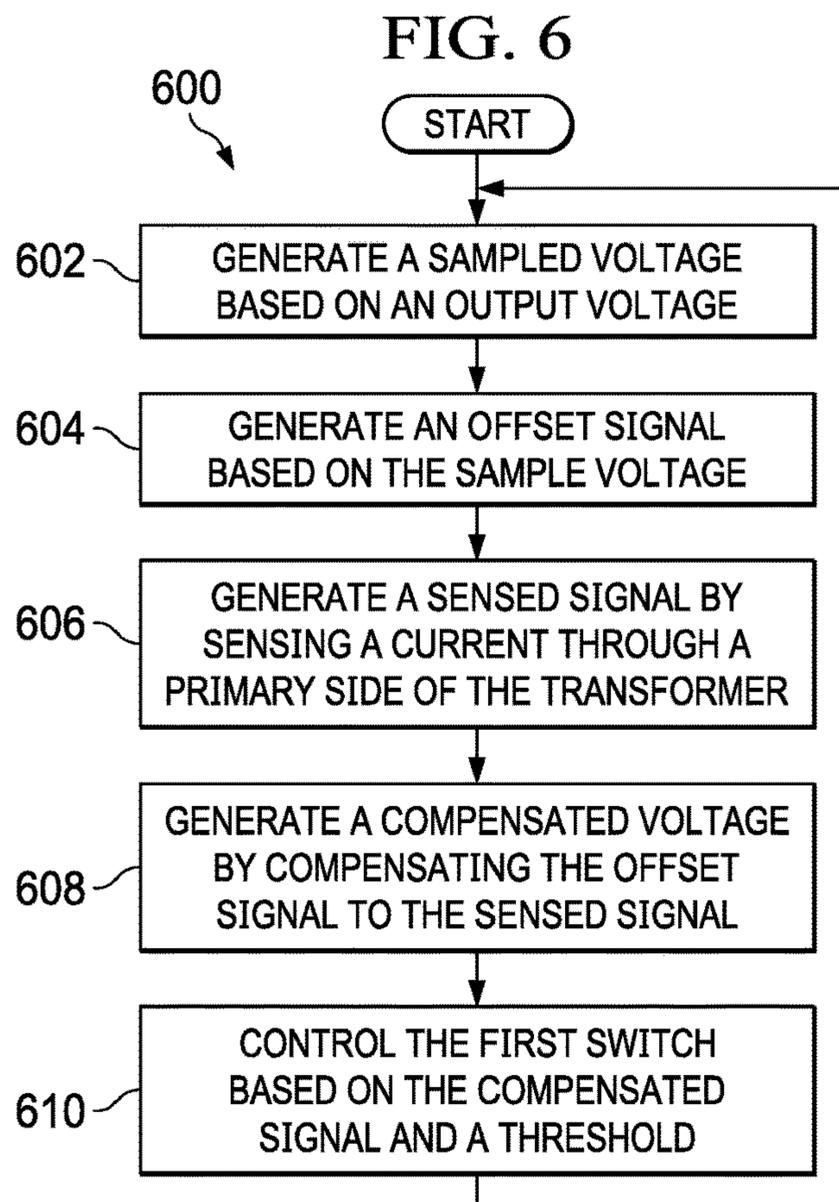 FIG. 6
600
START
602
GENERATE A SAMPLED VOLTAGE
BASED ON AN OUTPUT VOLTAGE
604
GENERATE AN OFFSET SIGNAL
BASED ON THE SAMPLE VOLTAGE
606
GENERATE A SENSED SIGNAL BY
SENSING A CURRENT THROUGH A
PRIMARY SIDE OF THE TRANSFORMER
608
GENERATE A COMPENSATED VOLTAGE
BY COMPENSATING THE OFFSET
SIGNAL TO THE SENSED SIGNAL
610
CONTROL THE FIRST SWITCH
BASED ON THE COMPENSATED
SIGNAL AND A THRESHOLD